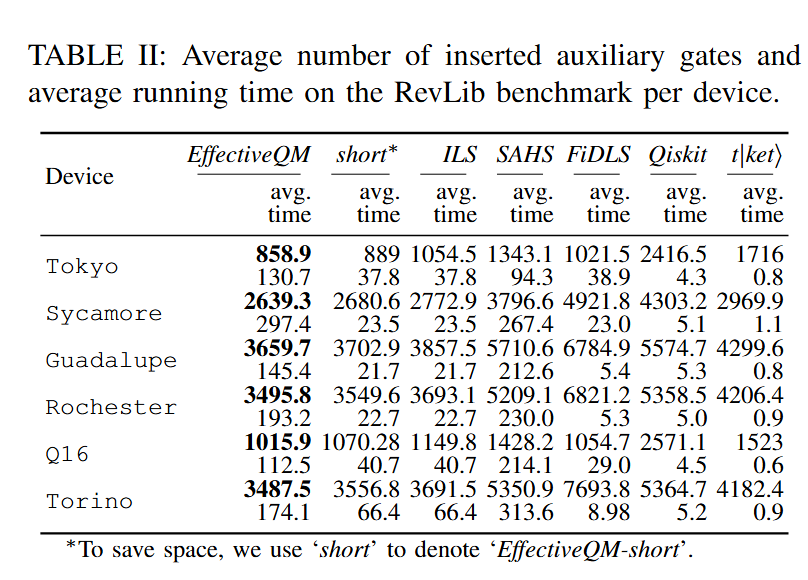 TABLE II: Average number of inserted auxiliary gates and
average running time on the RevLib benchmark per device.
Device EffectiveQM short* ILS SAHS FiDLS Qiskit t|ket⟩
avg. avg. avg. avg. avg. avg. avg.
time time time time time time time
Tokyo 858.9 889 1054.5 1343.1 1021.5 2416.5 1716
130.7 37.8 37.8 94.3 38.9 4.3 0.8
Sycamore 2639.3 2680.6 2772.9 3796.6 4921.8 4303.2 2969.9
297.4 23.5 23.5 267.4 23.0 5.1 1.1
Guadalupe 3659.7 3702.9 3857.5 5710.6 6784.9 5574.7 4299.6
145.4 21.7 21.7 212.6 5.4 5.3 0.8
Rochester 3495.8 3549.6 3693.1 5209.1 6821.2 5358.5 4206.4
193.2 22.7 22.7 230.0 5.3 5.0 0.9
Q16 1015.9 1070.28 1149.8 1428.2 1054.7 2571.1 1523
112.5 40.7 40.7 214.1 29.0 4.5 0.6
Torino 3487.5 3556.8 3691.5 5350.9 7693.8 5364.7 4182.4
174.1 66.4 66.4 313.6 8.98 5.2 0.9
*To save space, we use ‘short’ to denote ‘EffectiveQM-short’.